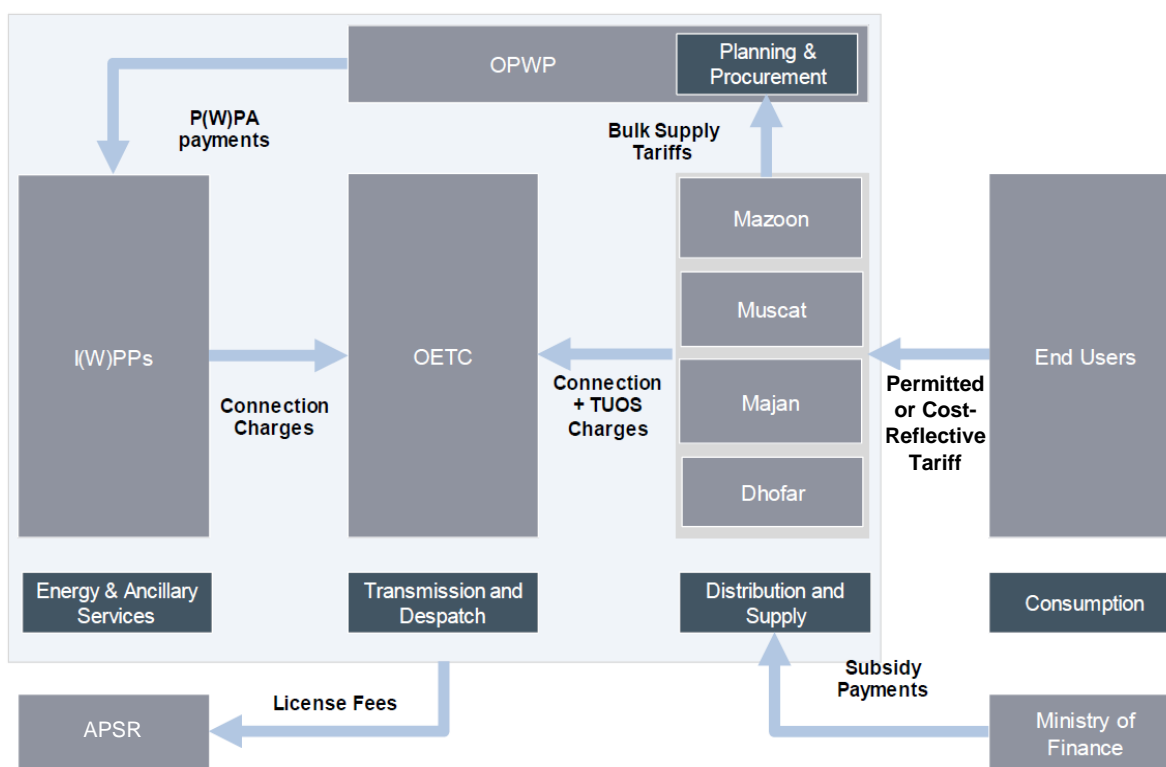 OPWP
Planning &
Procurement
P(W)PA
payments
Bulk Supply
Tariffs
I(W)PPs
OETC
Mazoon
Muscat
Majan
Dhofar
End Users
Connection
Charges
Connection
+ TUOS
Charges
Permitted
or Cost-
Reflective
Tariff
Energy & Ancillary
Services
Transmission and
Despatch
Distribution and
Supply
Consumption
Subsidy
Payments
License Fees
APSR
Ministry of
Finance